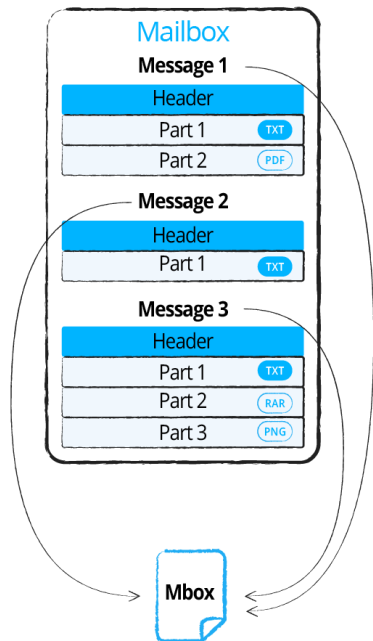 Mailbox
Message 1
Header
Part 1 TXT
Part 2 PDF
Message 2
Header
Part 1 TXT
Message 3
Header
Part 1 TXT
Part 2 RAR
Part 3 PNG
Mbox